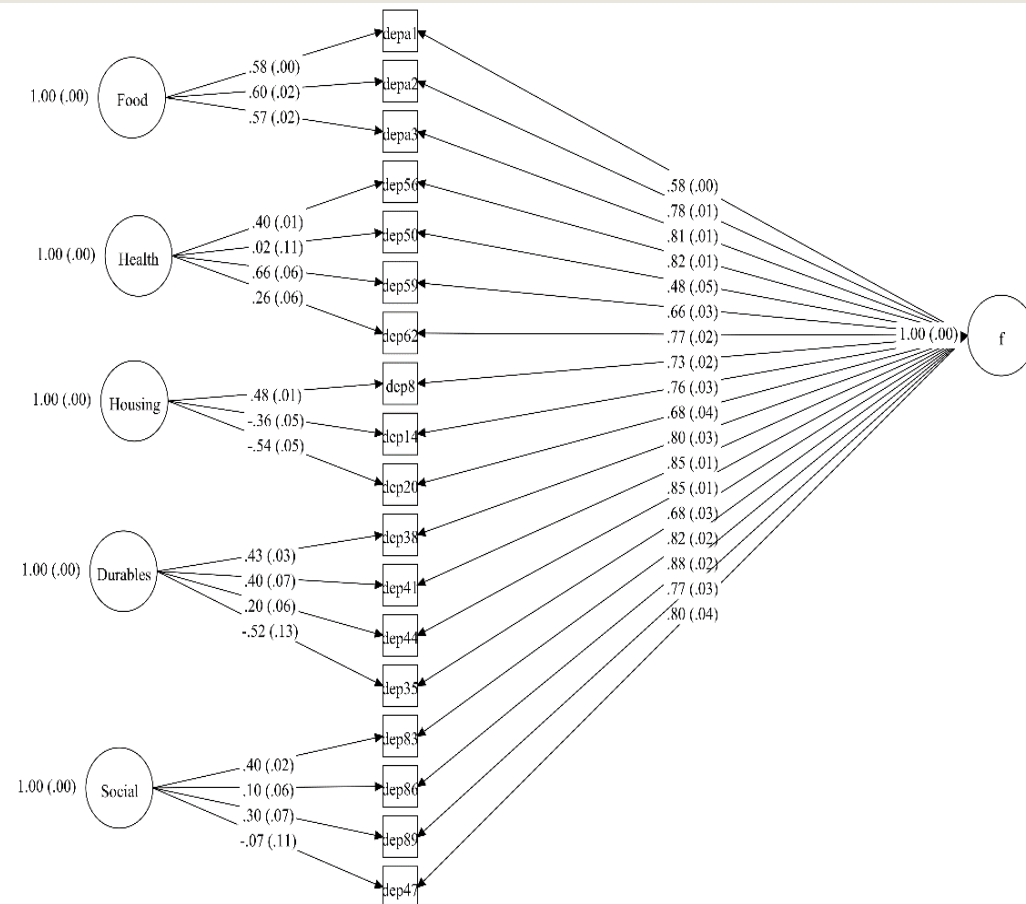 depa1
.58 (.00)
1.00 (.00)
Food
.60 (.02)
depa2
.57 (.02)
depa3
dep56
.40 (.01)
1.00 (.00)
Health
.02 (.11)
dep50
.66 (.06)
dep59
.26 (.06)
dep62
1.00 (.00)
Housing
.48 (.01)
dep8
-.36 (.05)
dep14
-.54 (.05)
dep20
dep38
.43 (.03)
1.00 (.00)
Durables
.40 (.07)
dep41
.20 (.06)
dep44
-.52 (.13)
dep35
dep83
.40 (.02)
1.00 (.00)
Social
.10 (.06)
dep86
.30 (.07)
dep89
-.07 (.11)
dep47
.58 (.00)
.78 (.01)
.81 (.01)
.82 (.01)
.48 (.05)
.66 (.03)
.77 (.02)
.73 (.02)
.76 (.03)
.68 (.04)
.80 (.03)
.85 (.01)
.85 (.01)
.68 (.03)
.82 (.02)
.88 (.02)
.77 (.03)
.80 (.04)
1.00 (.00)
f